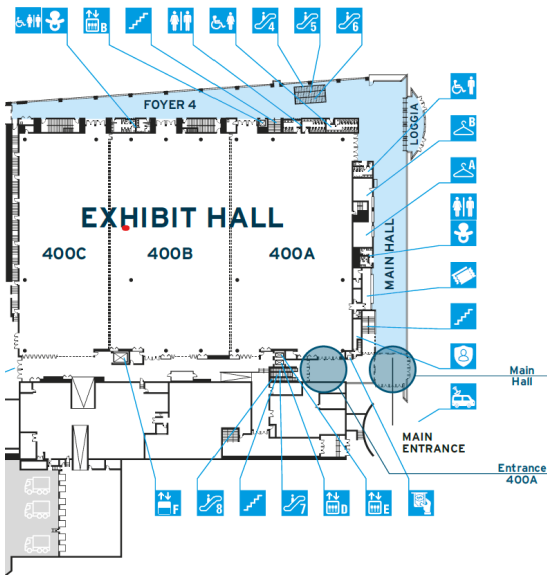 B
4
5
6
FOYER 4
LOGGIA
B
A
EXHIBIT HALL
400C
400B
400A
MAIN HALL
Main
Hall
MAIN
ENTRANCE
Entrance
400A
F
8
7
D
E